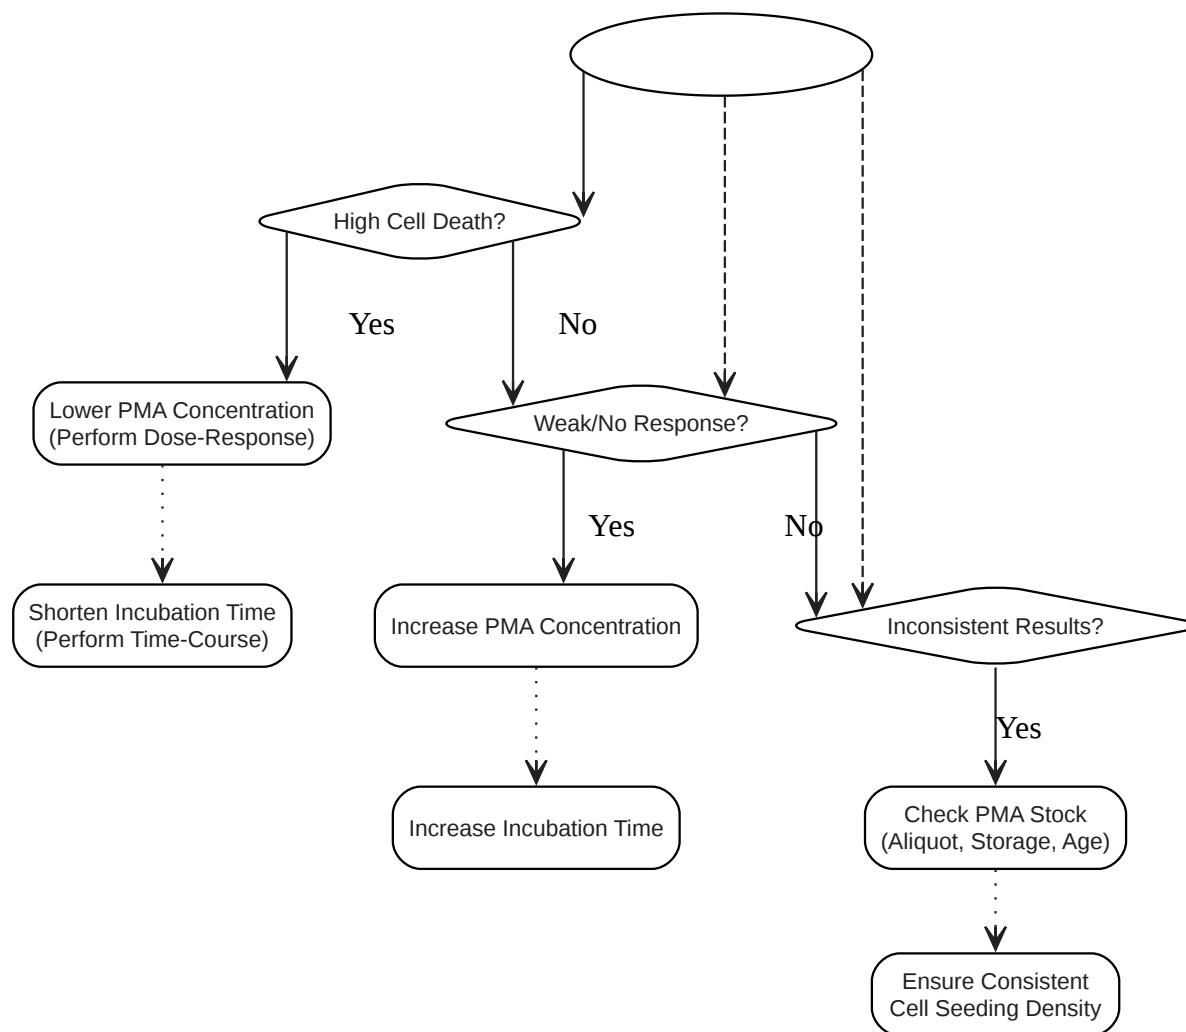 High Cell Death?
Yes
No
Lower PMA Concentration
(Perform Dose-Response)
Weak/No Response?
Yes
No
Shorten Incubation Time
(Perform Time-Course)
Increase PMA Concentration
Inconsistent Results?
Yes
Increase Incubation Time
Check PMA Stock
(Aliquot, Storage, Age)
Ensure Consistent
Cell Seeding Density